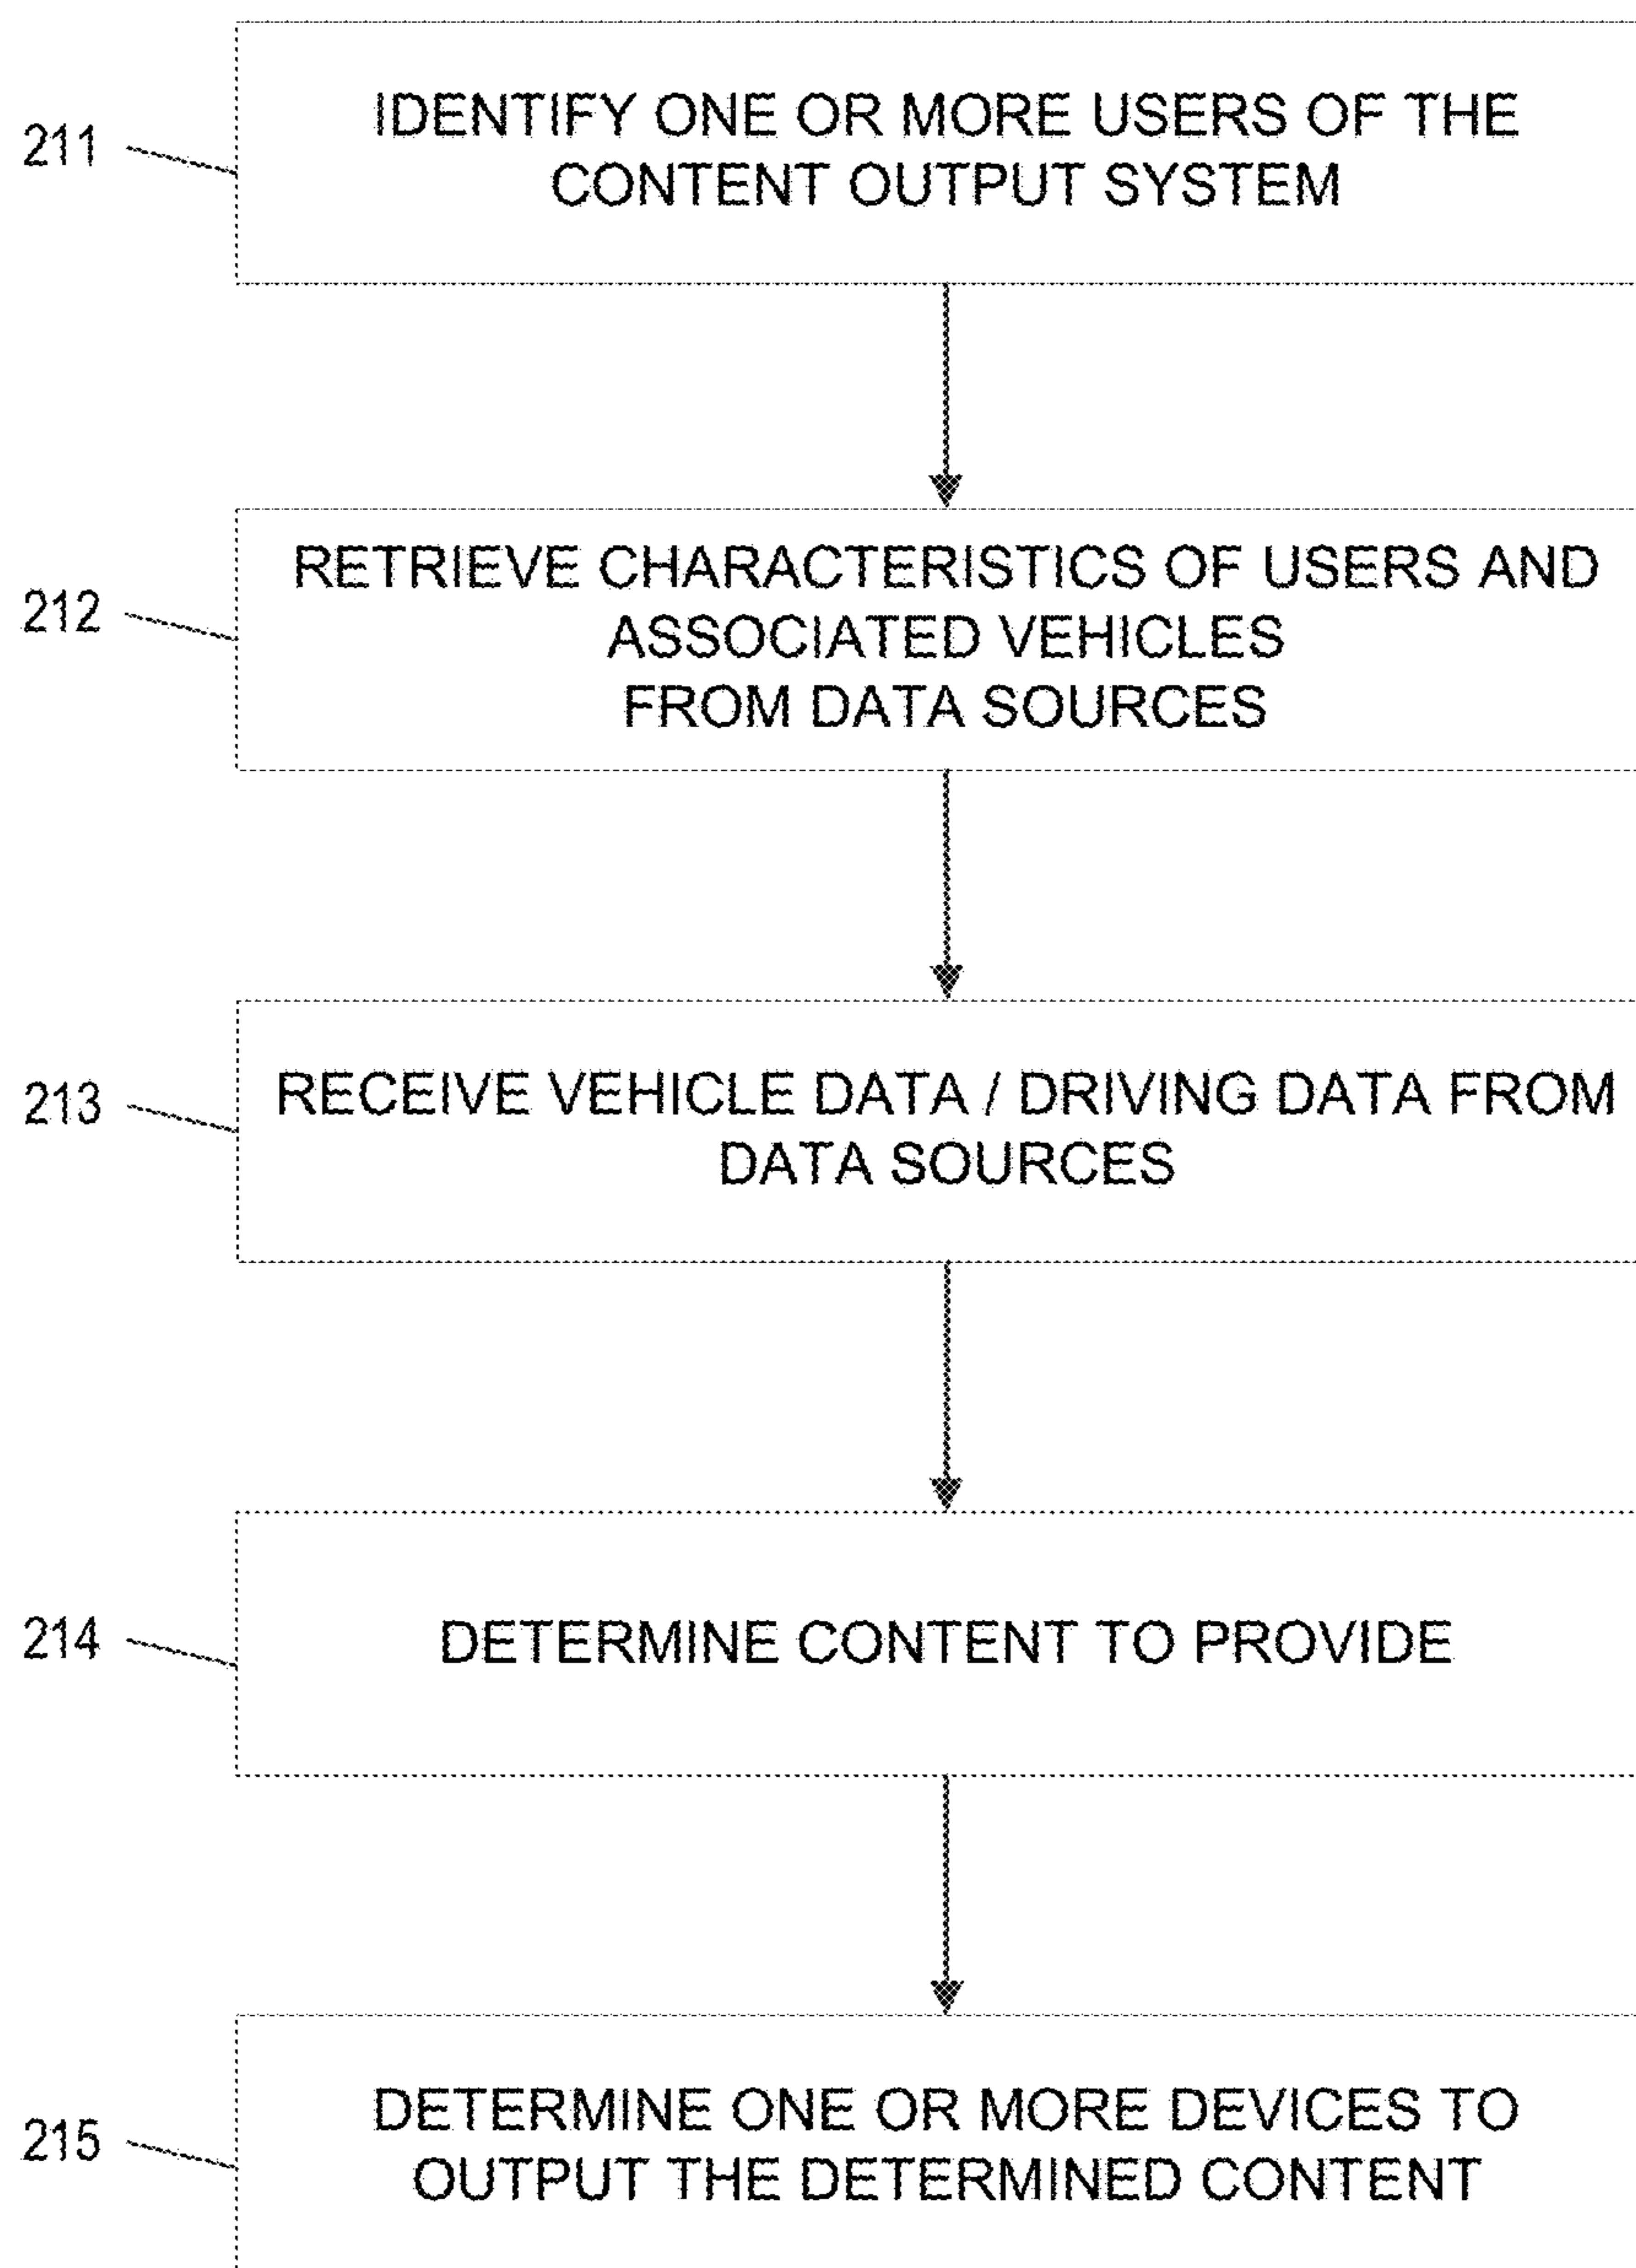 211
IDENTIFY ONE OR MORE USERS OF THE
CONTENT OUTPUT SYSTEM
212
RETRIEVE CHARACTERISTICS OF USERS AND
ASSOCIATED VEHICLES
FROM DATA SOURCES
213
RECEIVE VEHICLE DATA / DRIVING DATA FROM
DATA SOURCES
214
DETERMINE CONTENT TO PROVIDE
215
DETERMINE ONE OR MORE DEVICES TO
OUTPUT THE DETERMINED CONTENT